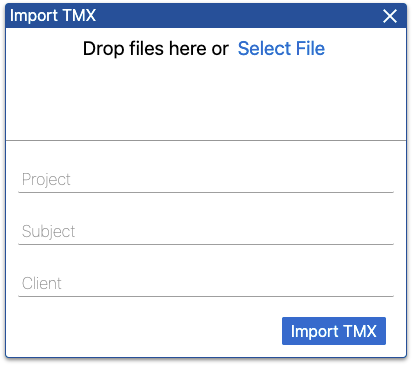 Import TMX
Drop files here or Select File
Project
Subject
Client
Import TMX